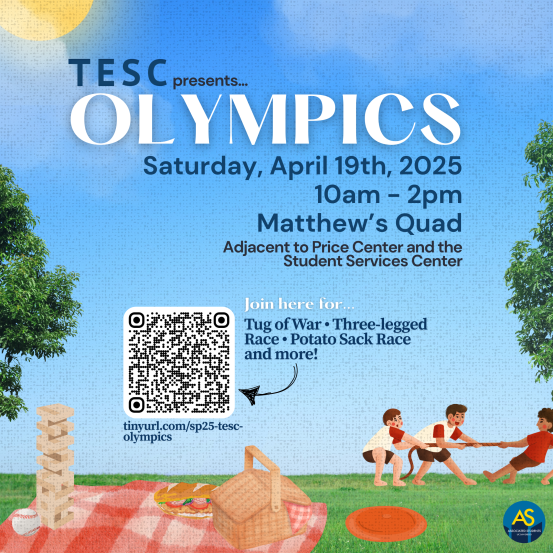 TESC presents...
OLYMPICS
Saturday, April 19th, 2025
10am - 2pm
Matthew's Quad
Adjacent to Price Center and the
Student Services Center
Join here for...
Tug of War • Three-legged
Race • Potato Sack Race
and more!
tinyurl.com/sp25-tesc-
olympics
AS
ASSOCIATED STUDENTS